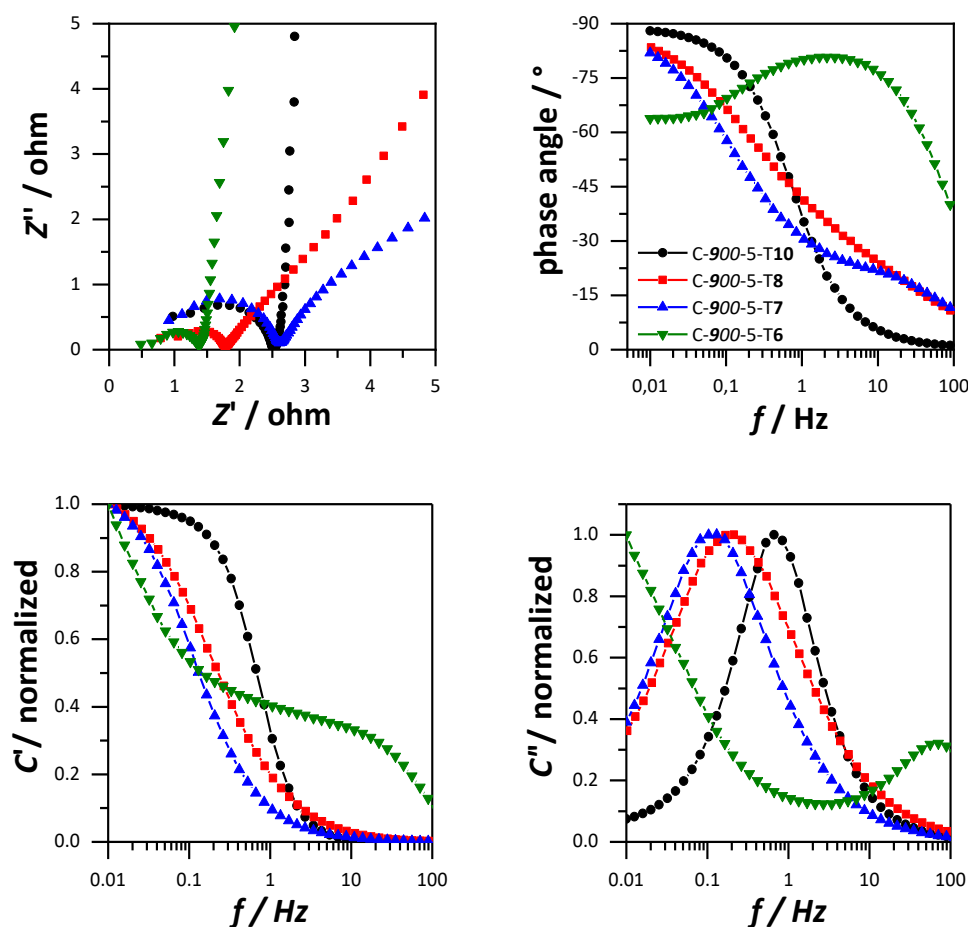 5
4
3
2
1
0
Z'' / ohm
0 1 2 3 4 5
Z' / ohm
-90
-75
-60
-45
-30
-15
0
phase angle / °
C-900-5-T10
C-900-5-T8
C-900-5-T7
C-900-5-T6
0,01 0,1 1 10 100
f / Hz
1.0
0.8
0.6
0.4
0.2
0.0
C'/ normalized
0.01 0.1 1 10 100
f / Hz
1.0
0.8
0.6
0.4
0.2
0.0
C''/ normalized
0.01 0.1 1 10 100
f / Hz